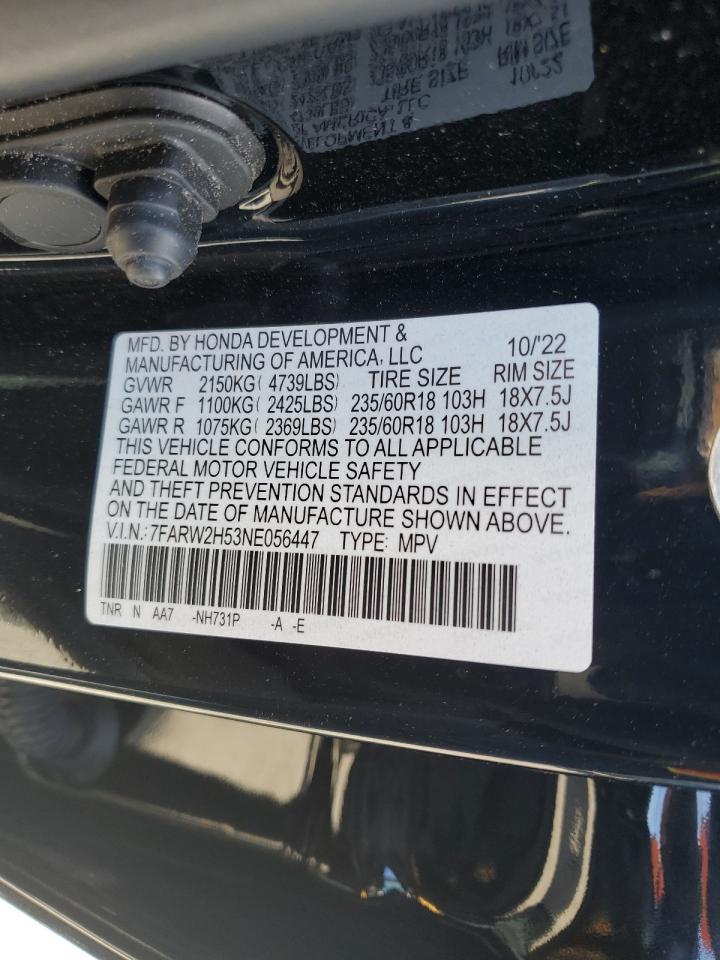 MFD. BY HONDA DEVELOPMENT &
MANUFACTURING OF AMERICA, LLC 10/'22
GVWR 2150KG( 4739LBS) TIRE SIZE RIM SIZE
GAWR F 1100KG( 2425LBS) 235/60R18 103H 18X7.5J
GAWR R 1075KG( 2369LBS) 235/60R18 103H 18X7.5J
THIS VEHICLE CONFORMS TO ALL APPLICABLE
FEDERAL MOTOR VEHICLE SAFETY
AND THEFT PREVENTION STANDARDS IN EFFECT
ON THE DATE OF MANUFACTURE SHOWN ABOVE.
V.I.N.: 7FARW2H53NE056447 TYPE: MPV
TNR N AA7 -NH731P -A -E